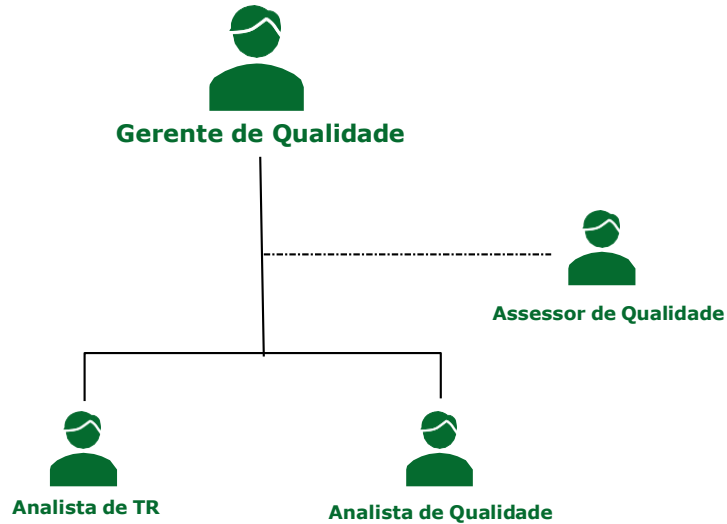 Gerente de Qualidade
Assessor de Qualidade
Analista de TR
Analista de Qualidade